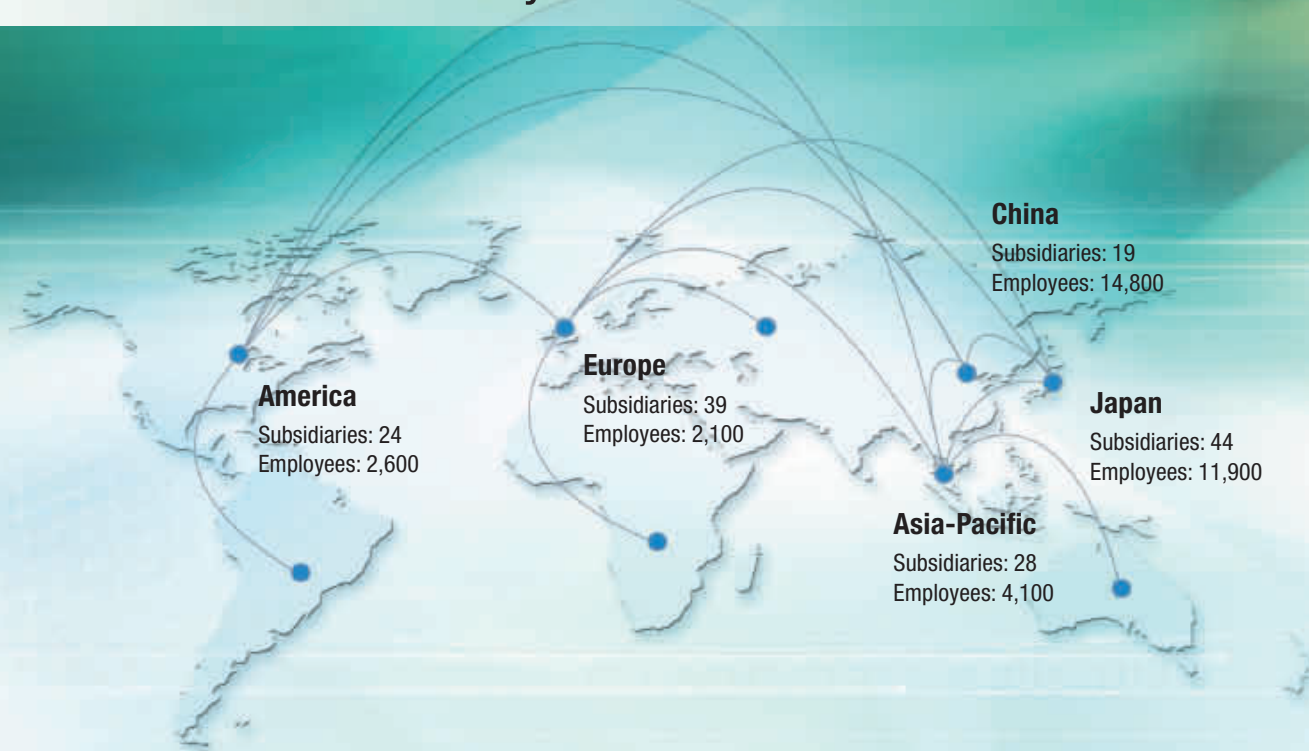 China
Subsidiaries: 19
Employees: 14,800
Europe
Subsidiaries: 39
Employees: 2,100
America
Subsidiaries: 24
Employees: 2,600
Japan
Subsidiaries: 44
Employees: 11,900
Asia-Pacific
Subsidiaries: 28
Employees: 4,100